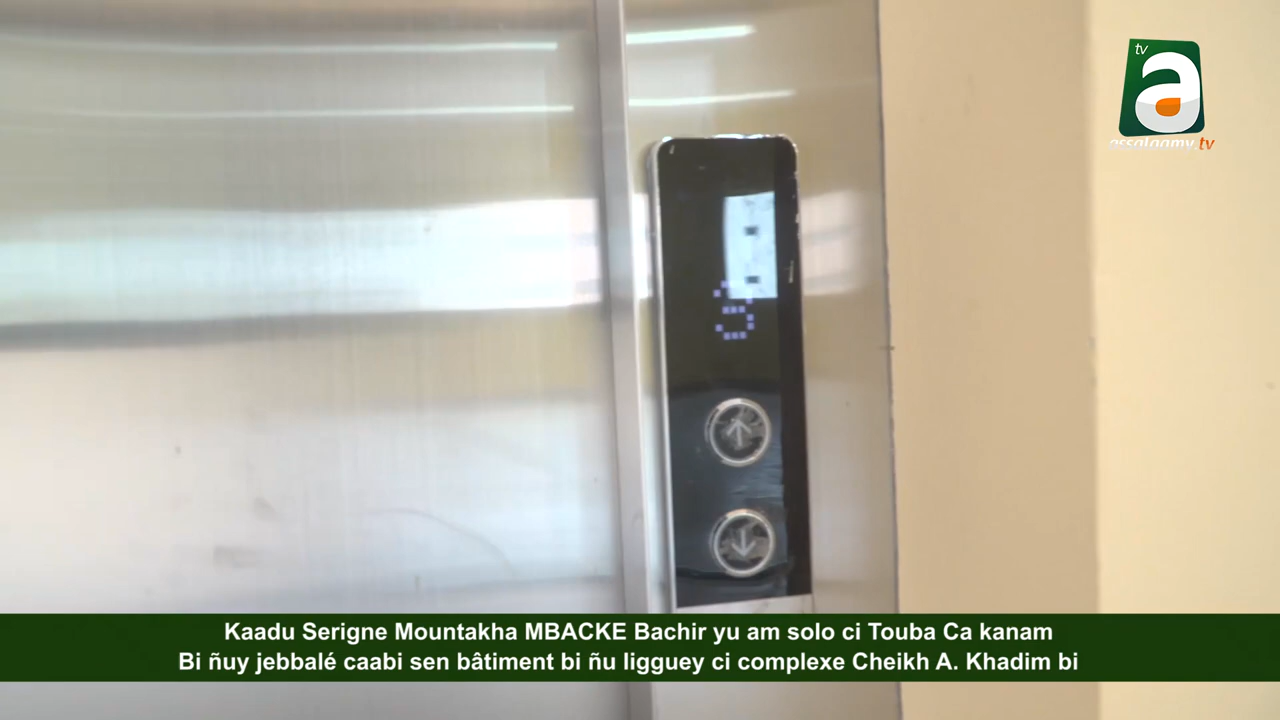 tv
a
assalaamy tv
Kaadu Serigne Mountakha MBACKE Bachir yu am solo ci Touba Ca kanam
Bi ñuy jebbalé caabi sen bâtiment bi ñu ligguey ci complexe Cheikh A. Khadim bi